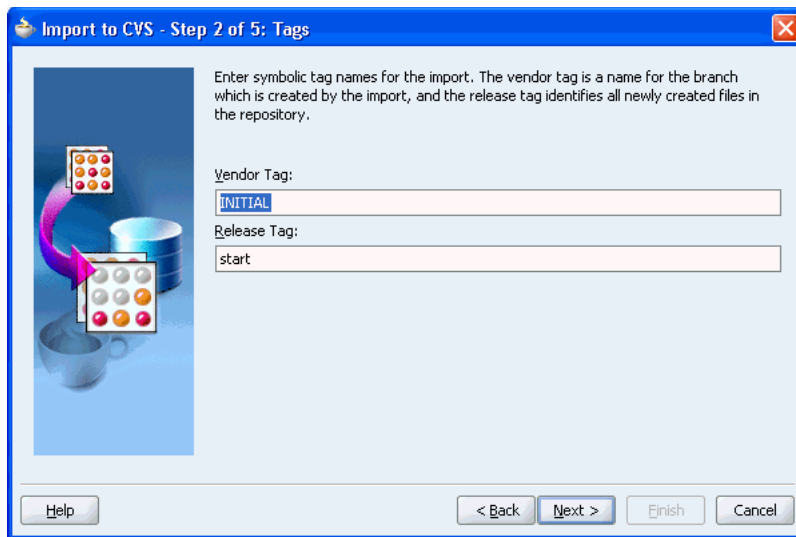 Import to CVS - Step 2 of 5: Tags
Enter symbolic tag names for the import. The vendor tag is a name for the branch
which is created by the import, and the release tag identifies all newly created files in
the repository.
Vendor Tag:
INITIAL
Release Tag:
start
Help
< Back
Next >
Finish
Cancel